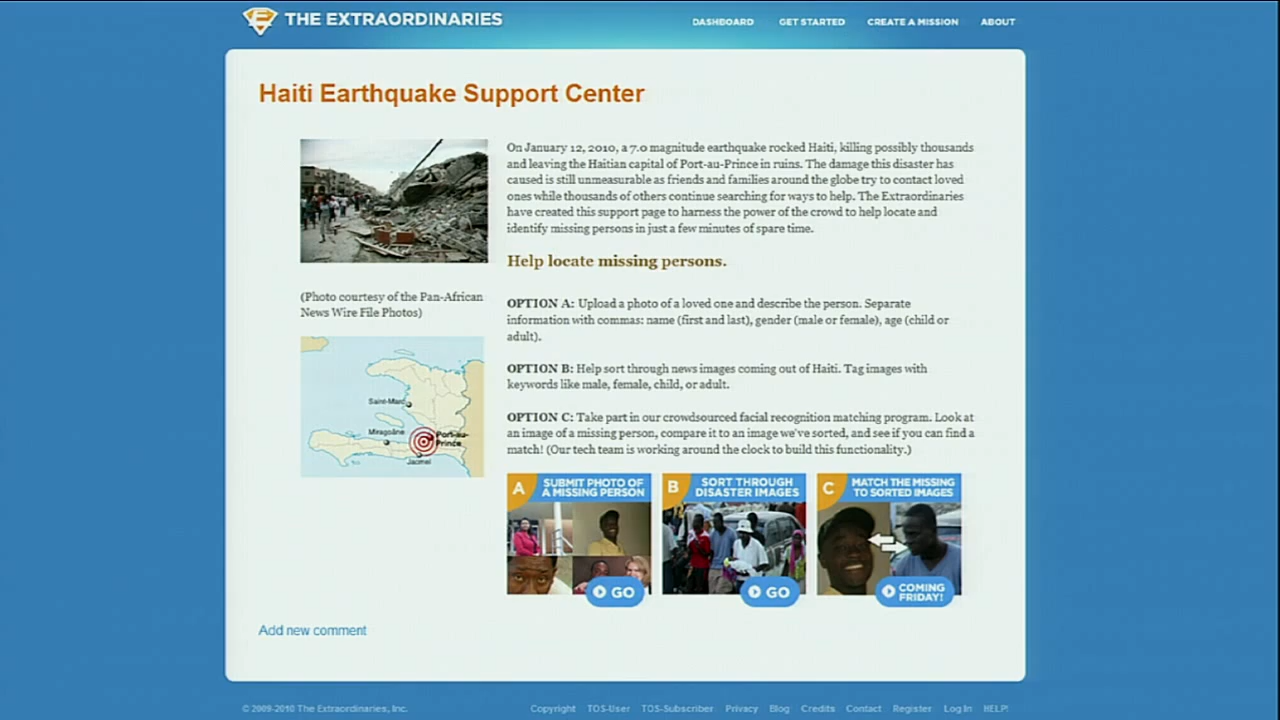 THE EXTRAORDINARIES
DASHBOARD GET STARTED CREATE A MISSION ABOUT
Haiti Earthquake Support Center
On January 12, 2010, a 7.0 magnitude earthquake rocked Haiti, killing possibly thousands
and leaving the Haitian capital of Port-au-Prince in ruins. The damage this disaster has
caused is still unmeasurable as friends and families around the globe try to contact loved
ones while thousands of others continue searching for ways to help. The Extraordinaries
have created this support page to harness the power of the crowd to help locate and
identify missing persons in just a few minutes of spare time.
Help locate missing persons.
(Photo courtesy of the Pan-African
News Wire File Photos)
OPTION A: Upload a photo of a loved one and describe the person. Separate
information with commas: name (first and last), gender (male or female), age (child or
adult).
OPTION B: Help sort through news images coming out of Haiti. Tag images with
keywords like male, female, child, or adult.
OPTION C: Take part in our crowdsourced facial recognition matching program. Look at
an image of a missing person, compare it to an image we've sorted, and see if you can find a
match! (Our tech team is working around the clock to build this functionality.)
Saint-Marc
Miragoâne
Port-au-
Prince
Jacmel
A SUBMIT PHOTO OF
A MISSING PERSON
GO
B SORT THROUGH
DISASTER IMAGES
GO
C MATCH THE MISSING
TO SORTED IMAGES
COMING
FRIDAY!
Add new comment
© 2009-2010 The Extraordinaries, Inc.
Copyright TOS-User TOS-Subscriber Privacy Blog Credits Contact Register Log In HELP!